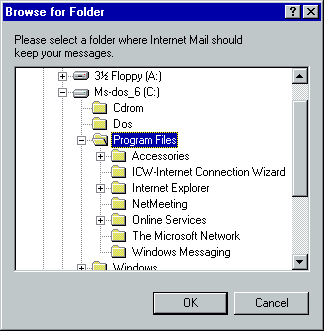 Browse for Folder
Please select a folder where Internet Mail should
keep your messages.
3½ Floppy (A:)
Ms-dos_6 (C:)
Cdrom
Dos
Program Files
Accessories
ICW-Internet Connection Wizard
Internet Explorer
NetMeeting
Online Services
The Microsoft Network
Windows Messaging
Windows
OK
Cancel